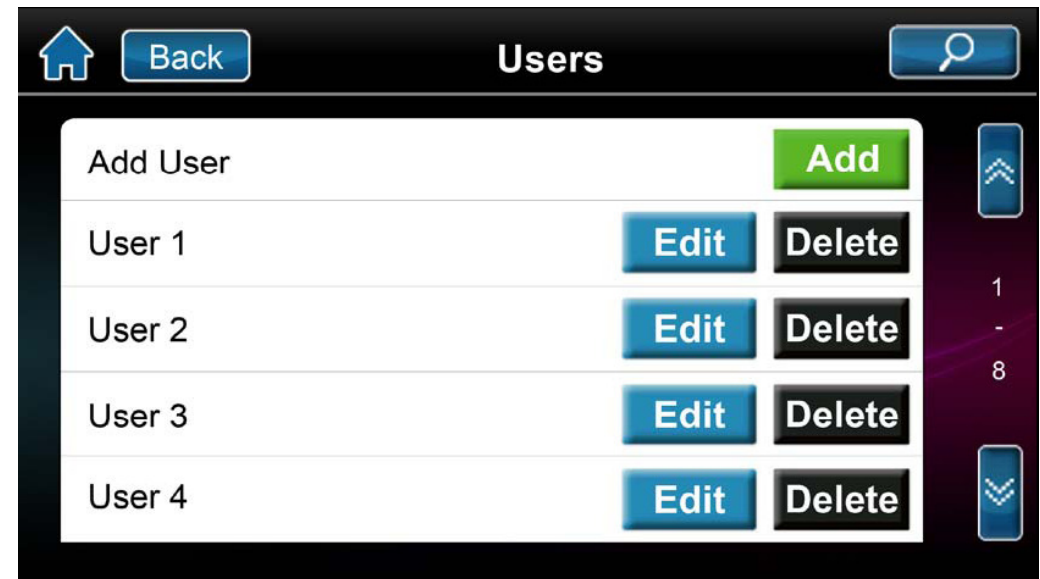 Back Users
Add User Add
User 1 Edit Delete
User 2 Edit Delete
User 3 Edit Delete
User 4 Edit Delete
1
-
8